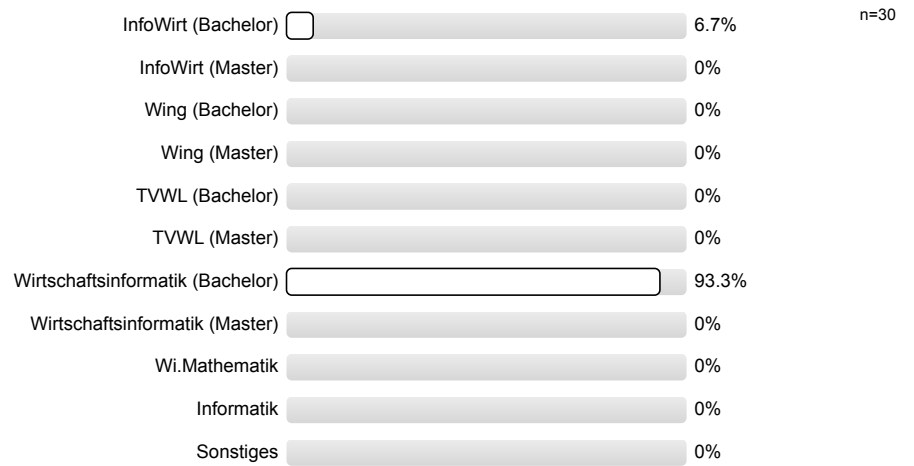 InfoWirt (Bachelor) 6.7% n=30
InfoWirt (Master) 0%
Wing (Bachelor) 0%
Wing (Master) 0%
TVWL (Bachelor) 0%
TVWL (Master) 0%
Wirtschaftsinformatik (Bachelor) 93.3%
Wirtschaftsinformatik (Master) 0%
Wi.Mathematik 0%
Informatik 0%
Sonstiges 0%